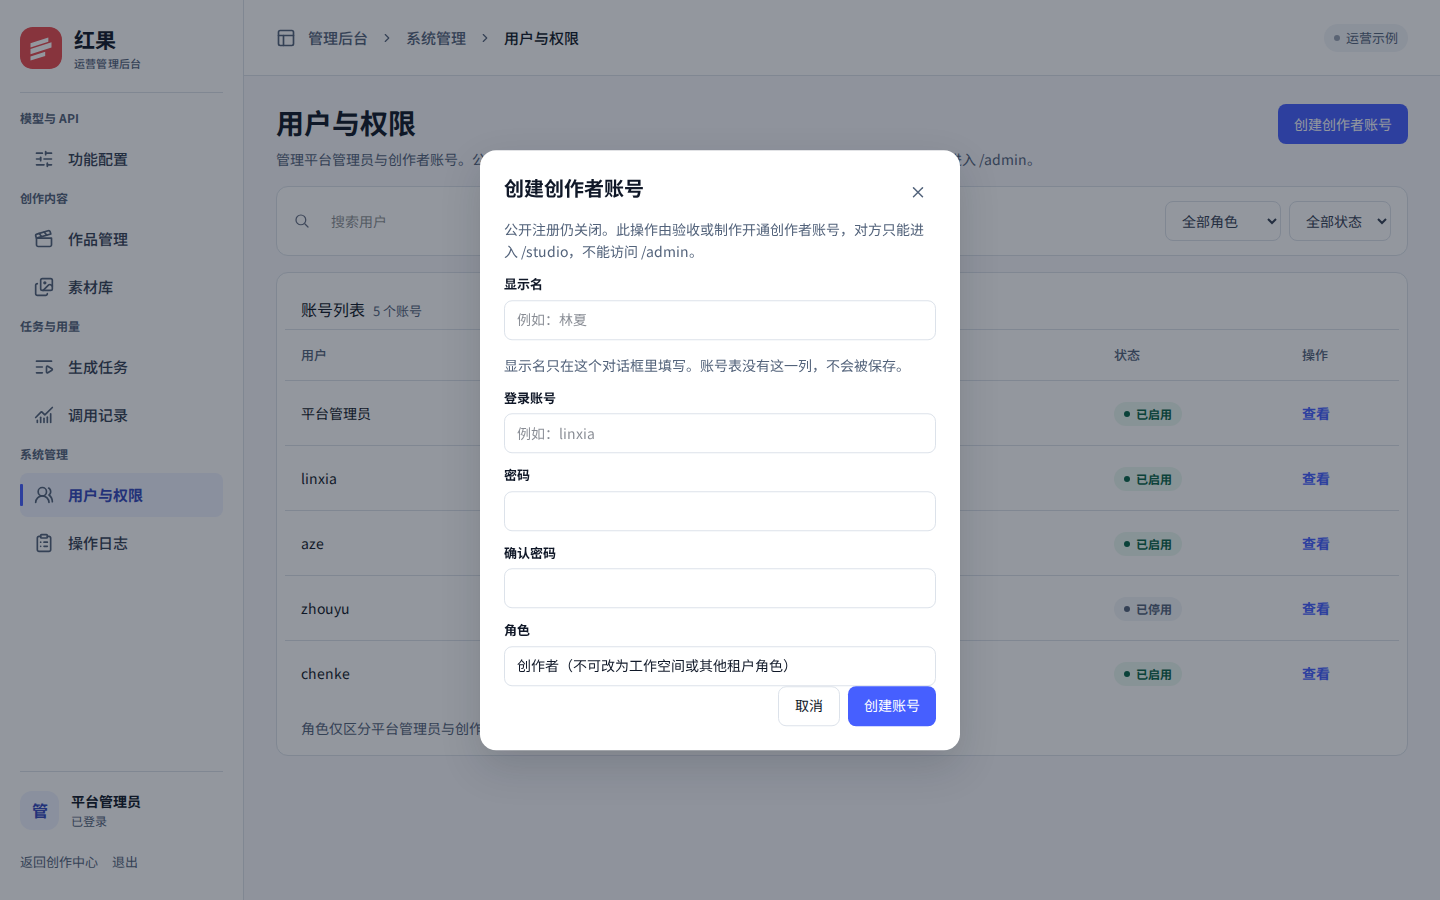 红果
运营管理后台
模型与 API
功能配置
创作内容
作品管理
素材库
任务与用量
生成任务
调用记录
系统管理
用户与权限
操作日志
管
平台管理员
已登录
返回创作中心 退出
管理后台 系统管理 用户与权限
运营示例
用户与权限
创建创作者账号
管理平台管理员与创作者账号。
/admin。
搜索用户
全部角色
全部状态
账号列表 5 个账号
用户 状态 操作
平台管理员 已启用 查看
linxia 已启用 查看
aze 已启用 查看
zhouyu 已停用 查看
chenke 已启用 查看
角色仅区分平台管理员与创作
创建创作者账号
公开注册仍关闭。此操作由验收或制作开通创作者账号，对方只能进
入 /studio，不能访问 /admin。
显示名
例如：林夏
显示名只在这个对话框里填写。账号表没有这一列，不会被保存。
登录账号
例如：linxia
密码
确认密码
角色
创作者（不可改为工作空间或其他租户角色）
取消 创建账号